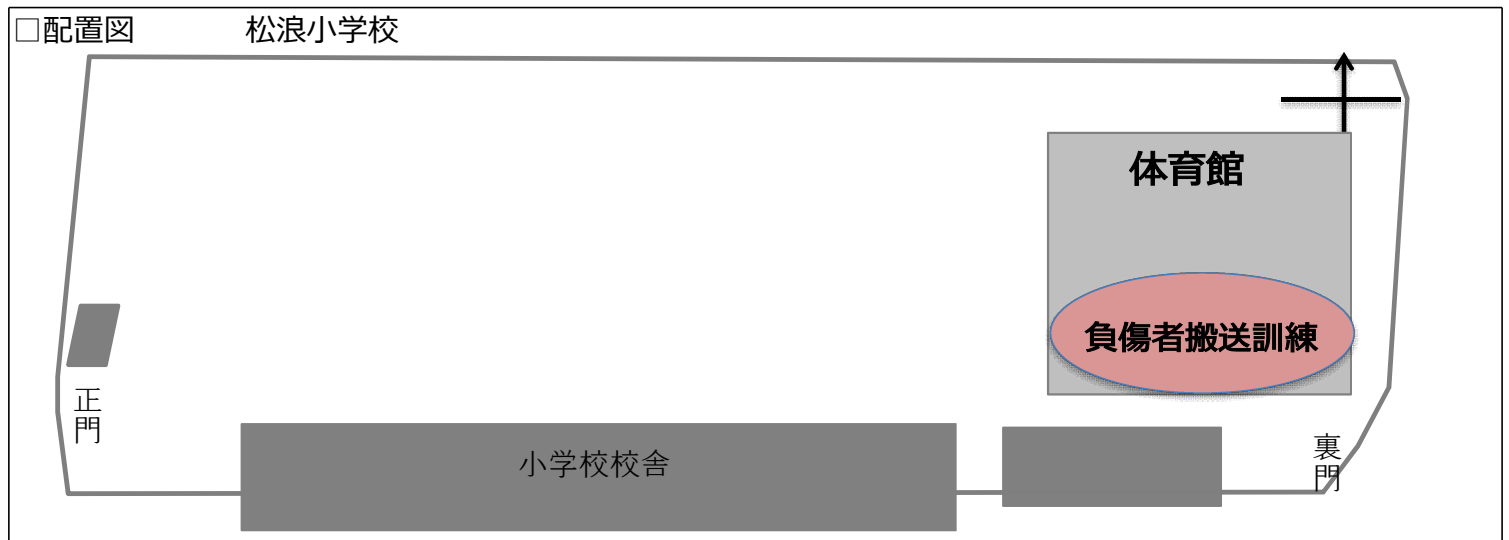 □配置図 松浪小学校
体育館
負傷者搬送訓練
正門
小学校校舎
裏門